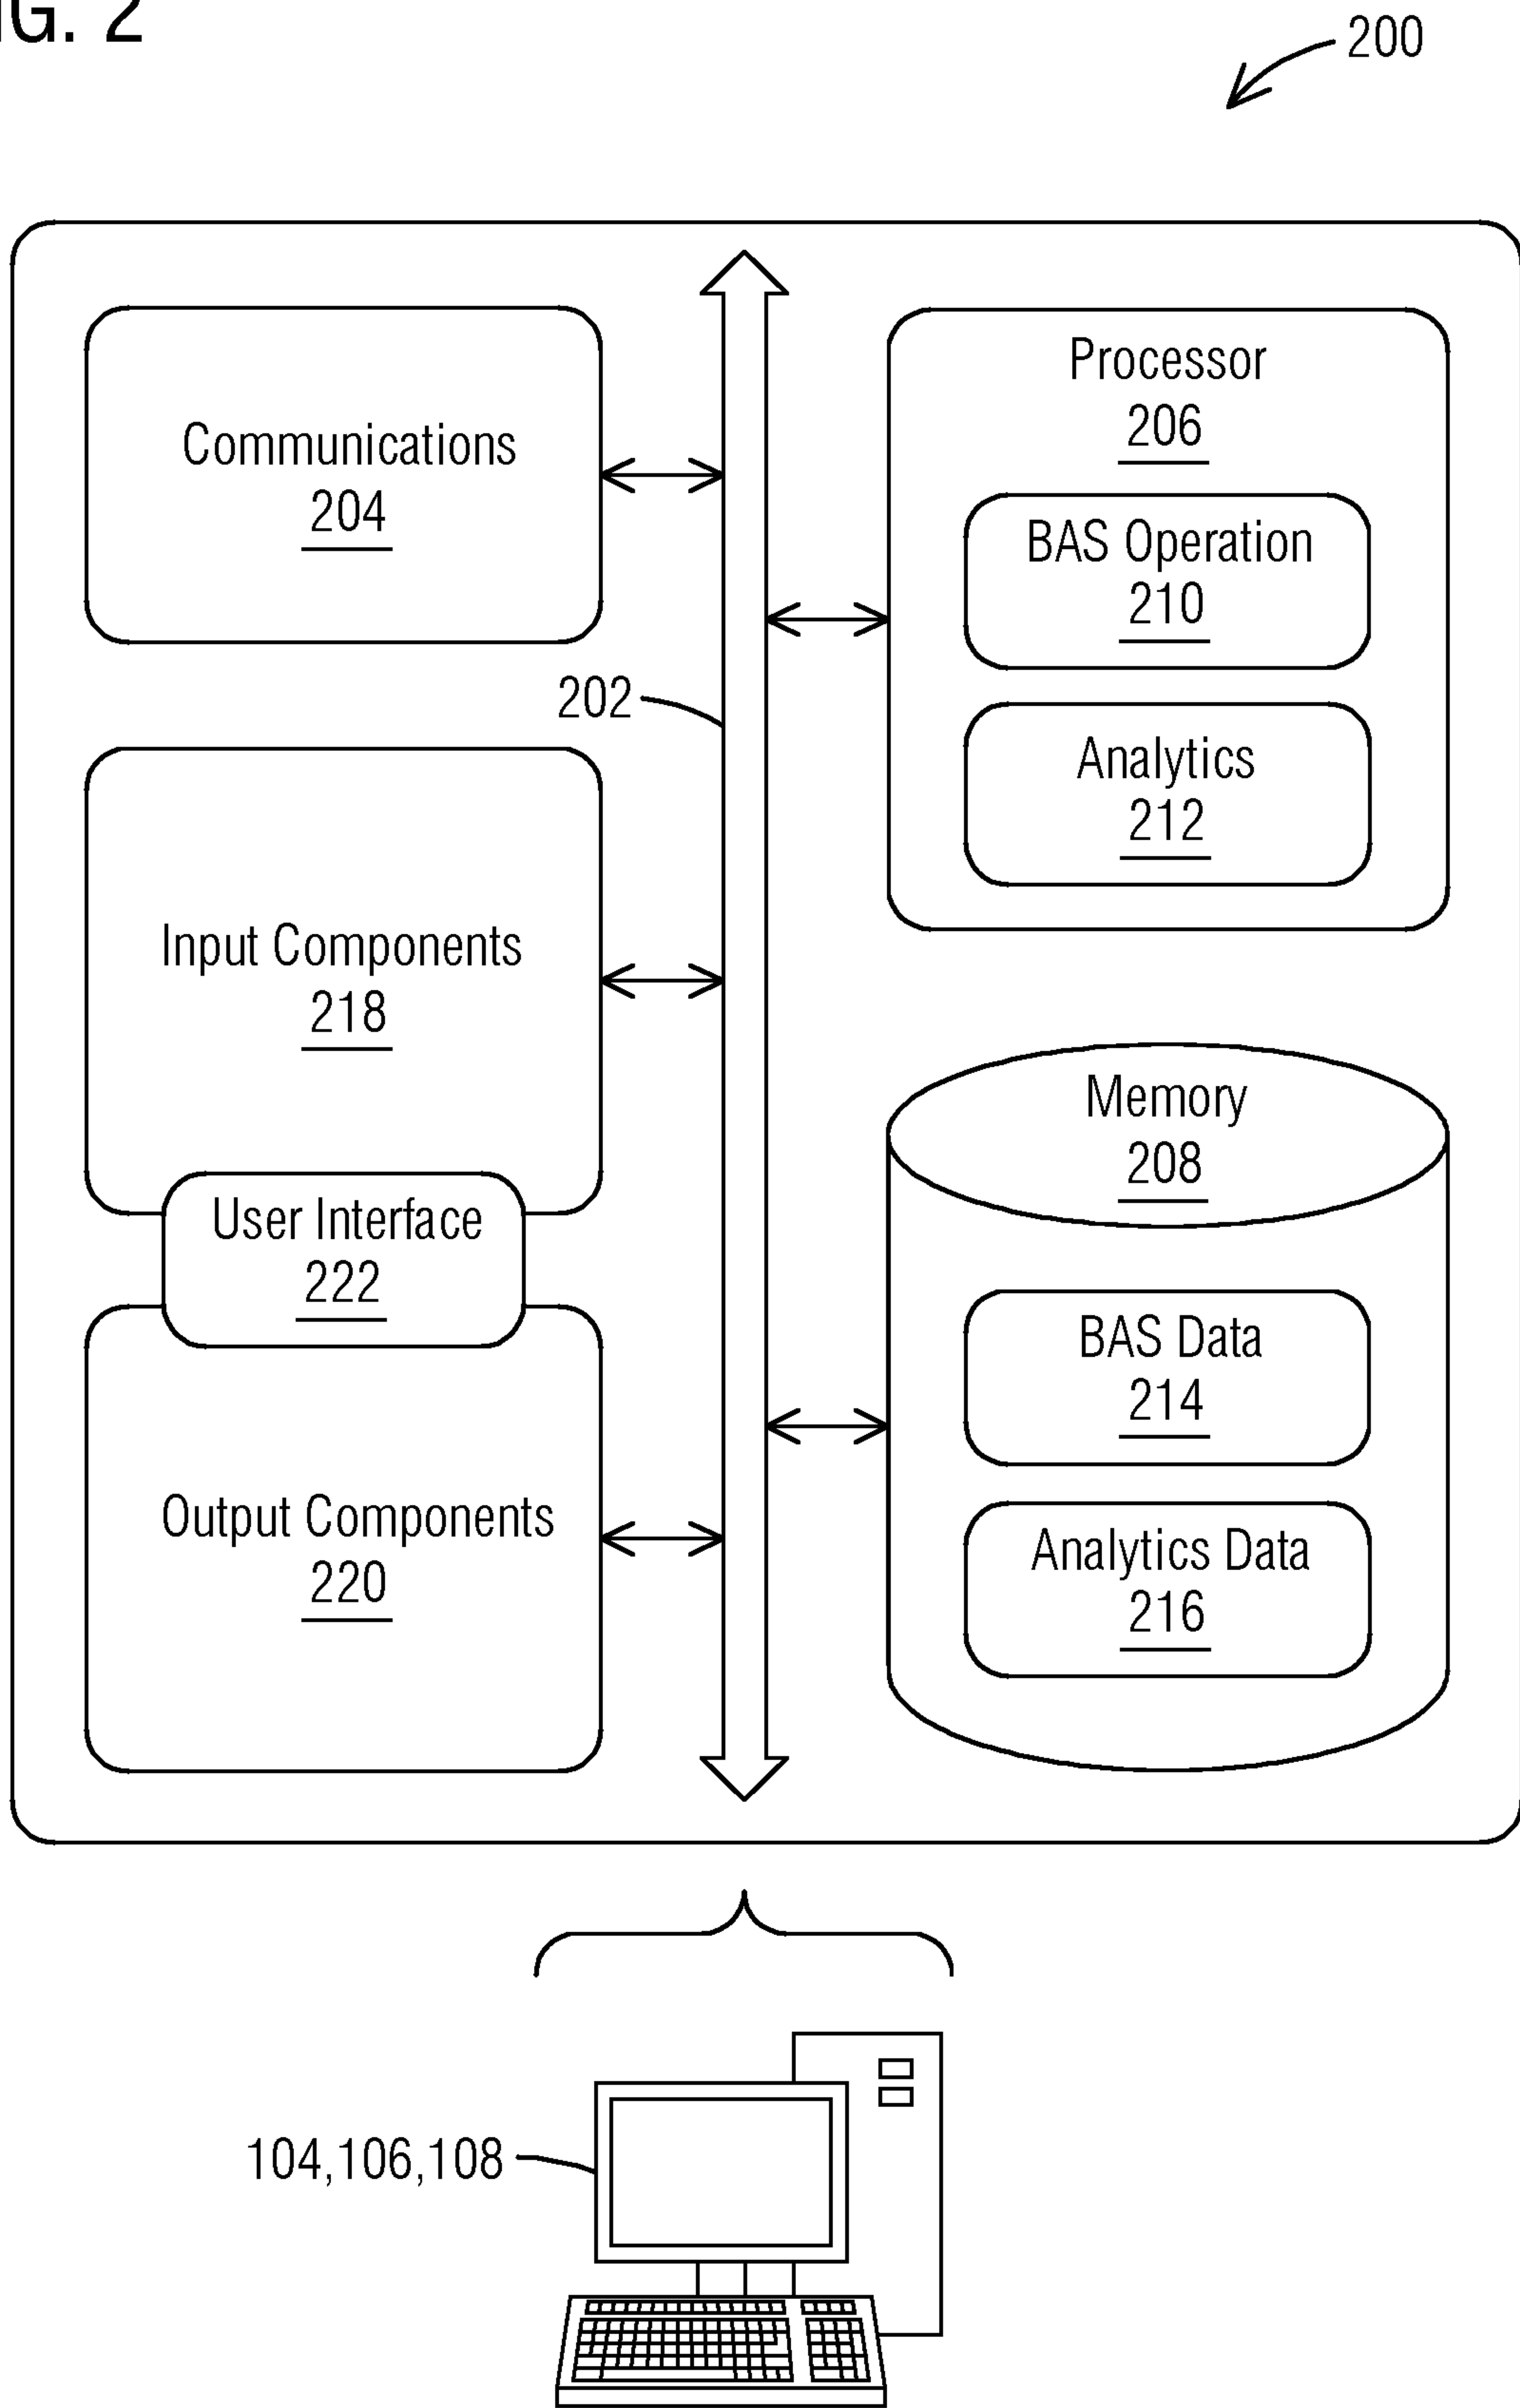 FIG. 2
200
Communications
204
Processor
206
BAS Operation
210
202
Analytics
212
Input Components
218
Memory
208
User Interface
222
BAS Data
214
Output Components
220
Analytics Data
216
104,106,108